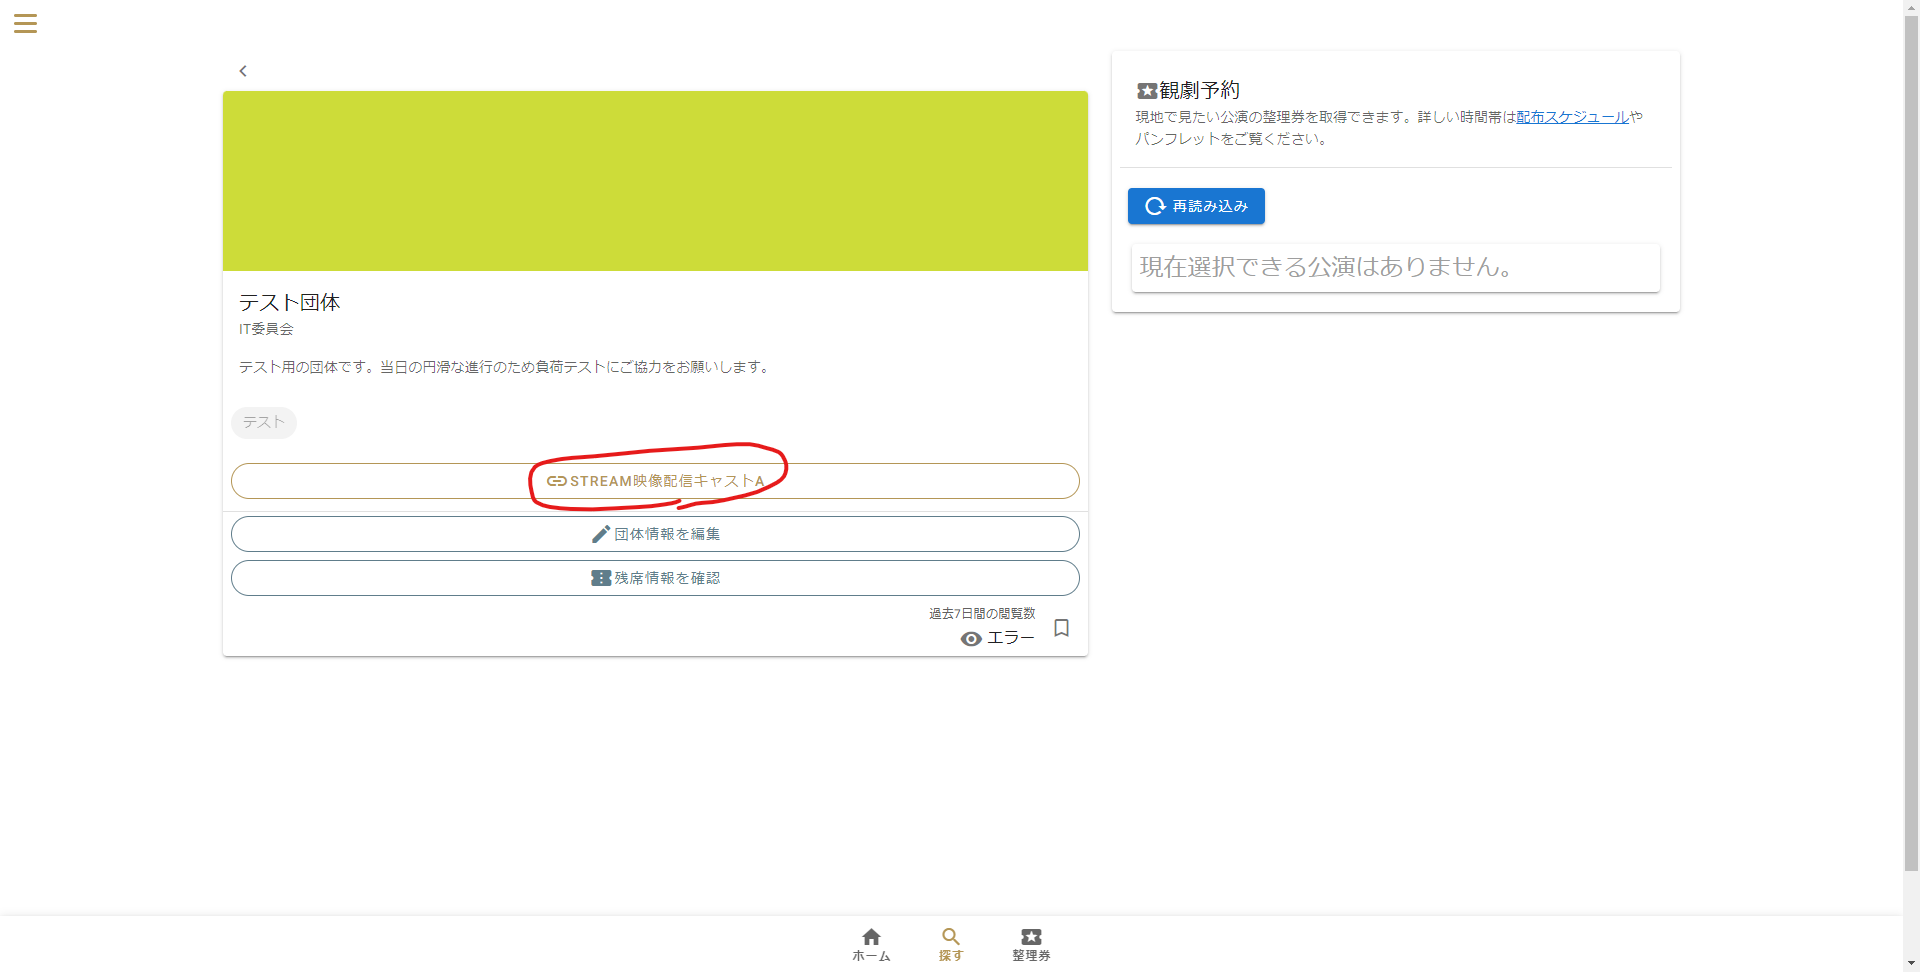 テスト団体
IT委員会
テスト用の団体です。当日の円滑な進行のため負荷テストにご協力をお願いします。
テスト
STREAM映像配信キャストA
団体情報を編集
残席情報を確認
過去7日間の閲覧数
エラー
観劇予約
現地で見たい公演の整理券を取得できます。詳しい時間帯は配布スケジュールや
パンフレットをご覧ください。
再読み込み
現在選択できる公演はありません。
ホーム
探す
整理券